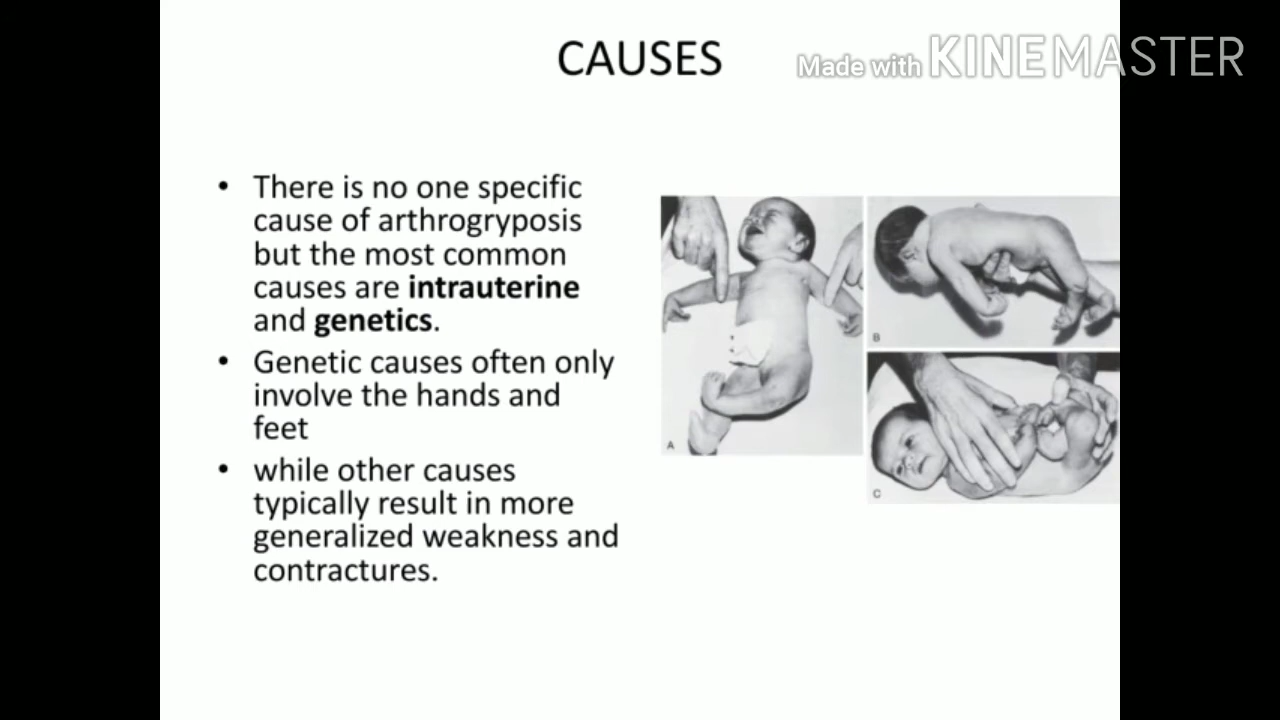 CAUSES
Made with KINEMASTER
• There is no one specific
cause of arthrogryposis
but the most common
causes are intrauterine
and genetics.
• Genetic causes often only
involve the hands and
feet
• while other causes
typically result in more
generalized weakness and
contractures.
A
B
C